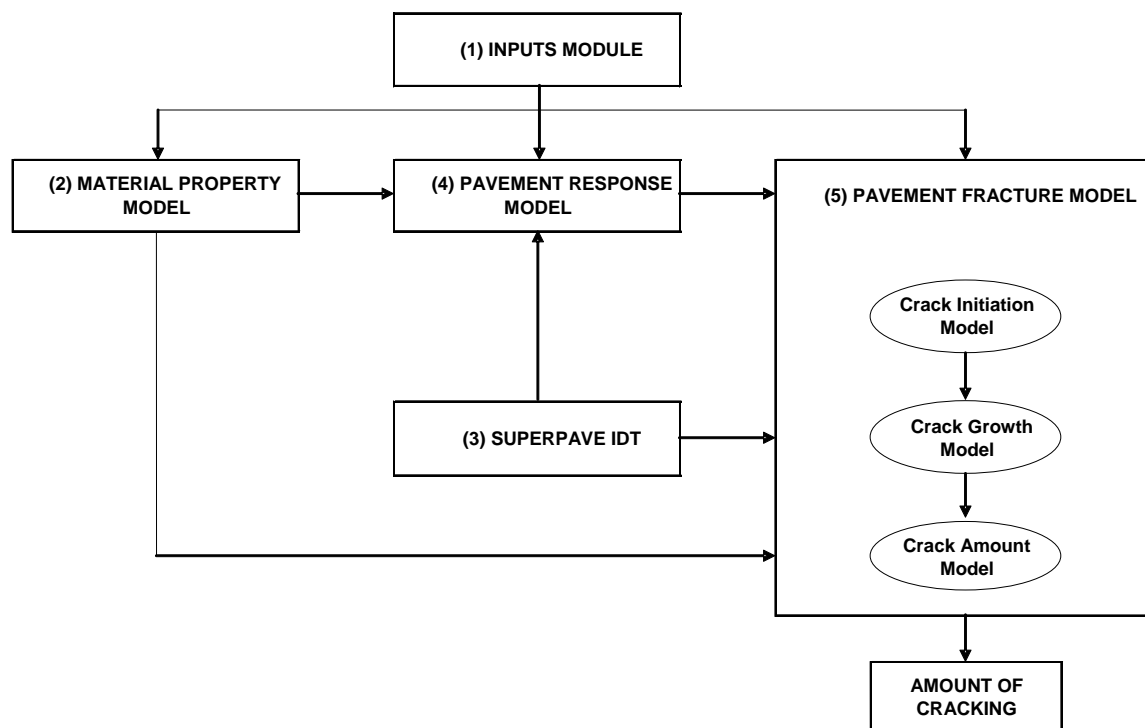 (1) INPUTS MODULE
(2) MATERIAL PROPERTY
MODEL
(4) PAVEMENT RESPONSE
MODEL
(5) PAVEMENT FRACTURE MODEL
Crack Initiation
Model
(3) SUPERPAVE IDT
Crack Growth
Model
Crack Amount
Model
AMOUNT OF
CRACKING